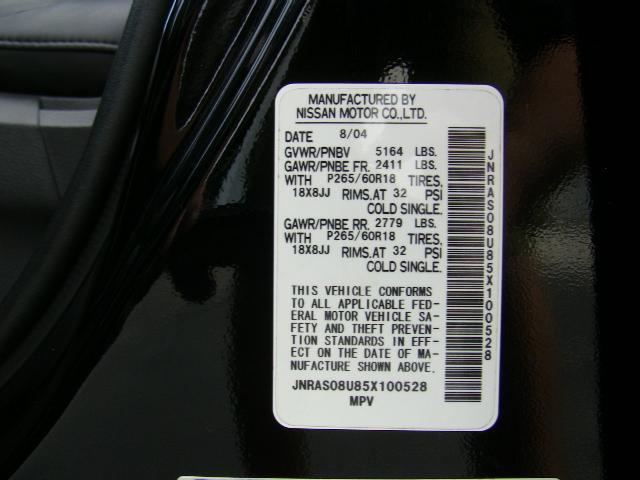 MANUFACTURED BY
NISSAN MOTOR CO.,LTD.
DATE 8/04
GVWR/PNBV 5164 LBS.
GAWR/PNBE FR. 2411 LBS.
WITH P265/60R18 TIRES,
18X8JJ RIMS.AT 32 PSI
COLD SINGLE.
GAWR/PNBE RR. 2779 LBS.
WITH P265/60R18 TIRES,
18X8JJ RIMS.AT 32 PSI
COLD SINGLE.
THIS VEHICLE CONFORMS
TO ALL APPLICABLE FED-
ERAL MOTOR VEHICLE SA-
FETY AND THEFT PREVEN-
TION STANDARDS IN EFF-
ECT ON THE DATE OF MA-
NUFACTURE SHOWN ABOVE.
JNRAS08U85X100528
MPV
JNRAS08U85X100528